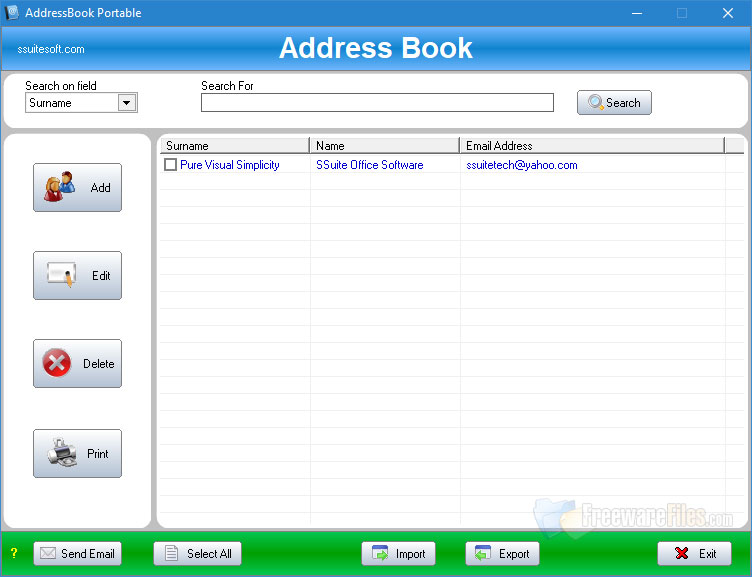 AddressBook Portable
ssuitesoft.com
Address Book
Search on field
Search For
Surname
Search
Surname Name Email Address
Pure Visual Simplicity SSuite Office Software ssuitetech@yahoo.com
Add
Edit
Delete
Print
FreewareFiles.com
? Send Email Select All Import Export Exit